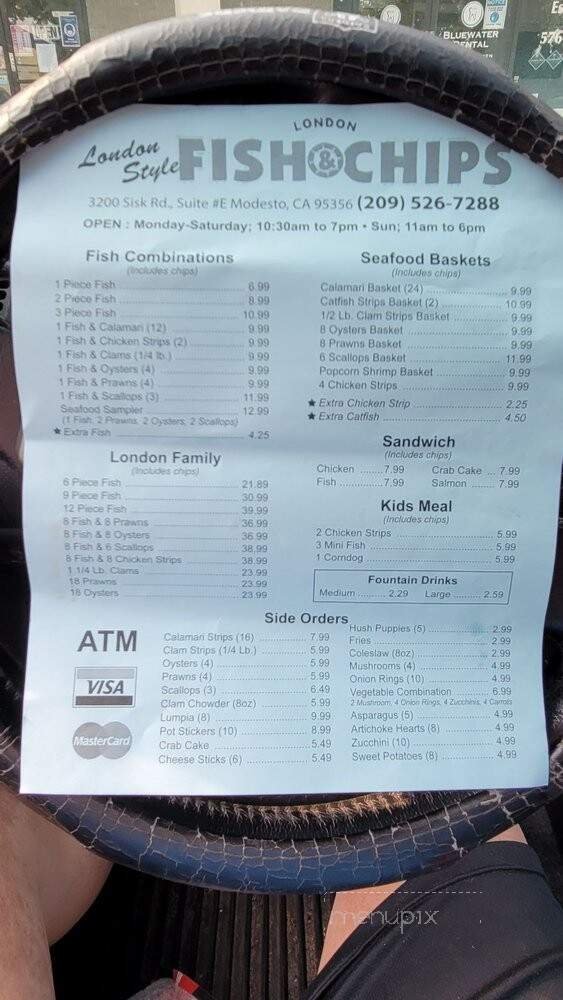 BLUEWATER
DENTAL
576
London
Style
LONDON
FISH & CHIPS
3200 Sisk Rd., Suite #E Modesto, CA 95356 (209) 526-7288
OPEN : Monday-Saturday; 10:30am to 7pm • Sun; 11am to 6pm
Fish Combinations
(Includes chips)
1 Piece Fish 6.99
2 Piece Fish 8.99
3 Piece Fish 10.99
1 Fish & Calamari (12) 9.99
1 Fish & Chicken Strips (2) 9.99
1 Fish & Clams (1/4 lb.) 9.99
1 Fish & Oysters (4) 9.99
1 Fish & Prawns (4) 9.99
1 Fish & Scallops (3) 11.99
Seafood Sampler 12.99
(1 Fish, 2 Prawns, 2 Oysters, 2 Scallops)
★ Extra Fish 4.25
London Family
(Includes chips)
6 Piece Fish 21.89
9 Piece Fish 30.99
12 Piece Fish 39.99
8 Fish & 8 Prawns 36.99
8 Fish & 8 Oysters 36.99
8 Fish & 6 Scallops 38.99
8 Fish & 8 Chicken Strips 38.99
1 1/4 Lb. Clams 23.99
18 Prawns 23.99
18 Oysters 23.99
Seafood Baskets
(Includes chips)
Calamari Basket (24) 9.99
Catfish Strips Basket (2) 10.99
1/2 Lb. Clam Strips Basket 9.99
8 Oysters Basket 9.99
8 Prawns Basket 9.99
6 Scallops Basket 11.99
Popcorn Shrimp Basket 9.99
4 Chicken Strips 9.99
★ Extra Chicken Strip 2.25
★ Extra Catfish 4.50
Sandwich
(Includes chips)
Chicken 7.99 Crab Cake 7.99
Fish 7.99 Salmon 7.99
Kids Meal
(Includes chips)
2 Chicken Strips 5.99
3 Mini Fish 5.99
1 Corndog 5.99
Fountain Drinks
Medium 2.29 Large 2.59
Side Orders
ATM
VISA
MasterCard
Calamari Strips (16) 7.99
Clam Strips (1/4 Lb.) 5.99
Oysters (4) 5.99
Prawns (4) 5.99
Scallops (3) 6.49
Clam Chowder (8oz) 5.99
Lumpia (8) 9.99
Pot Stickers (10) 8.99
Crab Cake 5.49
Cheese Sticks (6) 5.49
Hush Puppies (5) 2.99
Fries 2.99
Coleslaw (8oz) 2.99
Mushrooms (4) 4.99
Onion Rings (10) 4.99
Vegetable Combination 6.99
2 Mushroom, 4 Onion Rings, 4 Zucchinis, 4 Carrots
Asparagus (5) 4.99
Artichoke Hearts (8) 4.99
Zucchini (10) 4.99
Sweet Potatoes (8) 4.99
menupix